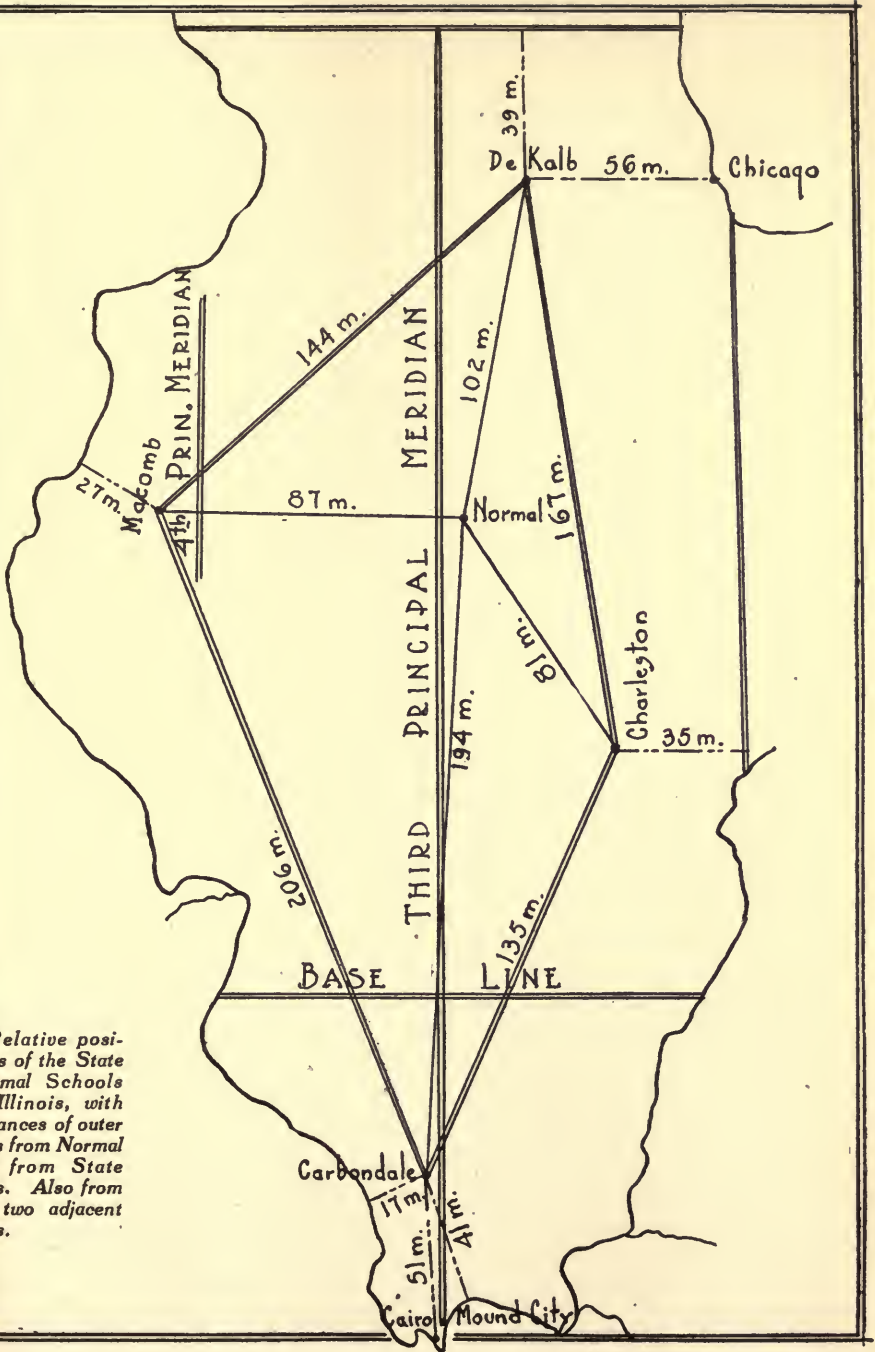 39 m.
De Kalb
56 m.
Chicago
144 m.
102 m.
MERIDIAN
PRIN. MERIDIAN
4th
Macomb
27 m.
87 m.
Normal
167 m.
81 m.
PRINCIPAL
194 m.
Charleston
35 m.
THIRD
206 m.
135 m.
BASE LINE
elative posi-
s of the State
mal Schools
Illinois, with
ances of outer
s from Normal
from State
s. Also from
two adjacent
s.
Carbondale
17 m.
51 m.
41 m.
Cairo
Mound City